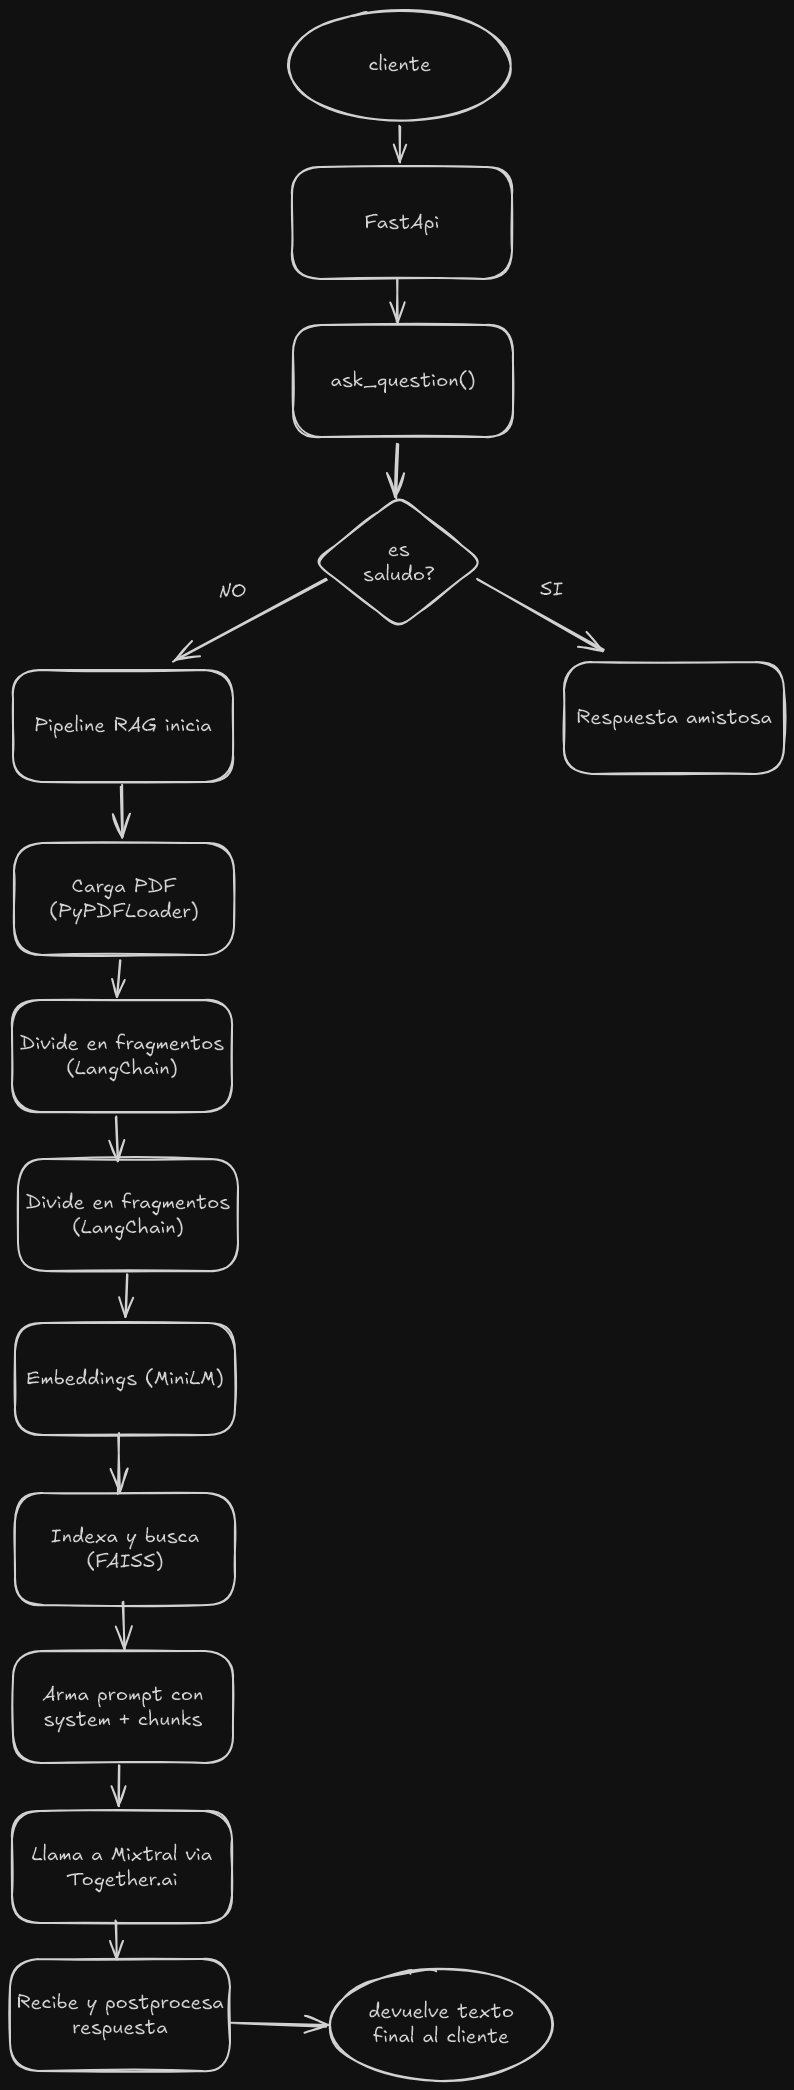 cliente
FastApi
ask_question()
es
saludo?
NO
SI
Pipeline RAG inicia
Respuesta amistosa
Carga PDF
(PyPDFLoader)
Divide en fragmentos
(LangChain)
Divide en fragmentos
(LangChain)
Embeddings (MiniLM)
Indexa y busca
(FAISS)
Arma prompt con
system + chunks
Llama a Mixtral via
Together.ai
Recibe y postprocesa
respuesta
devuelve texto
final al cliente